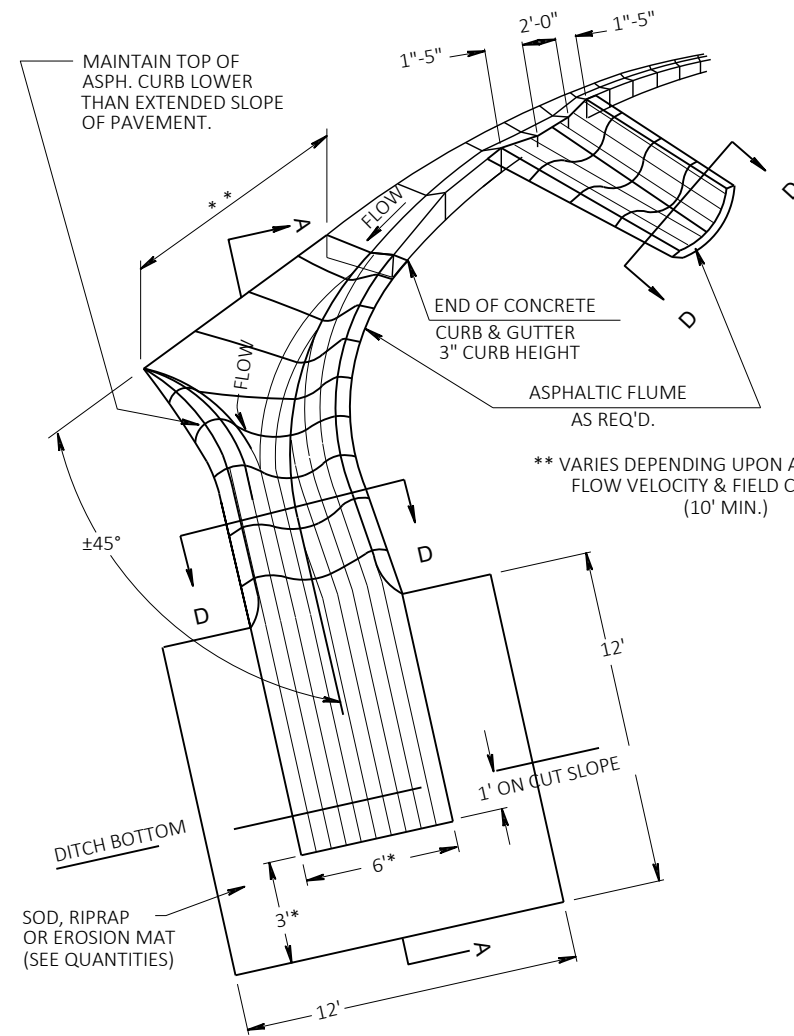 MAINTAIN TOP OF
ASPH. CURB LOWER
THAN EXTENDED SLOPE
OF PAVEMENT.
1"-5"
2'-0"
1"-5"
D
D
* *
A
FLOW
END OF CONCRETE
CURB & GUTTER
3" CURB HEIGHT
FLOW
ASPHALTIC FLUME
AS REQ'D.
** VARIES DEPENDING UPON A
FLOW VELOCITY & FIELD C
(10' MIN.)
±45°
D
D
12'
1' ON CUT SLOPE
DITCH BOTTOM
6'*
3'*
SOD, RIPRAP
OR EROSION MAT
(SEE QUANTITIES)
A
12'